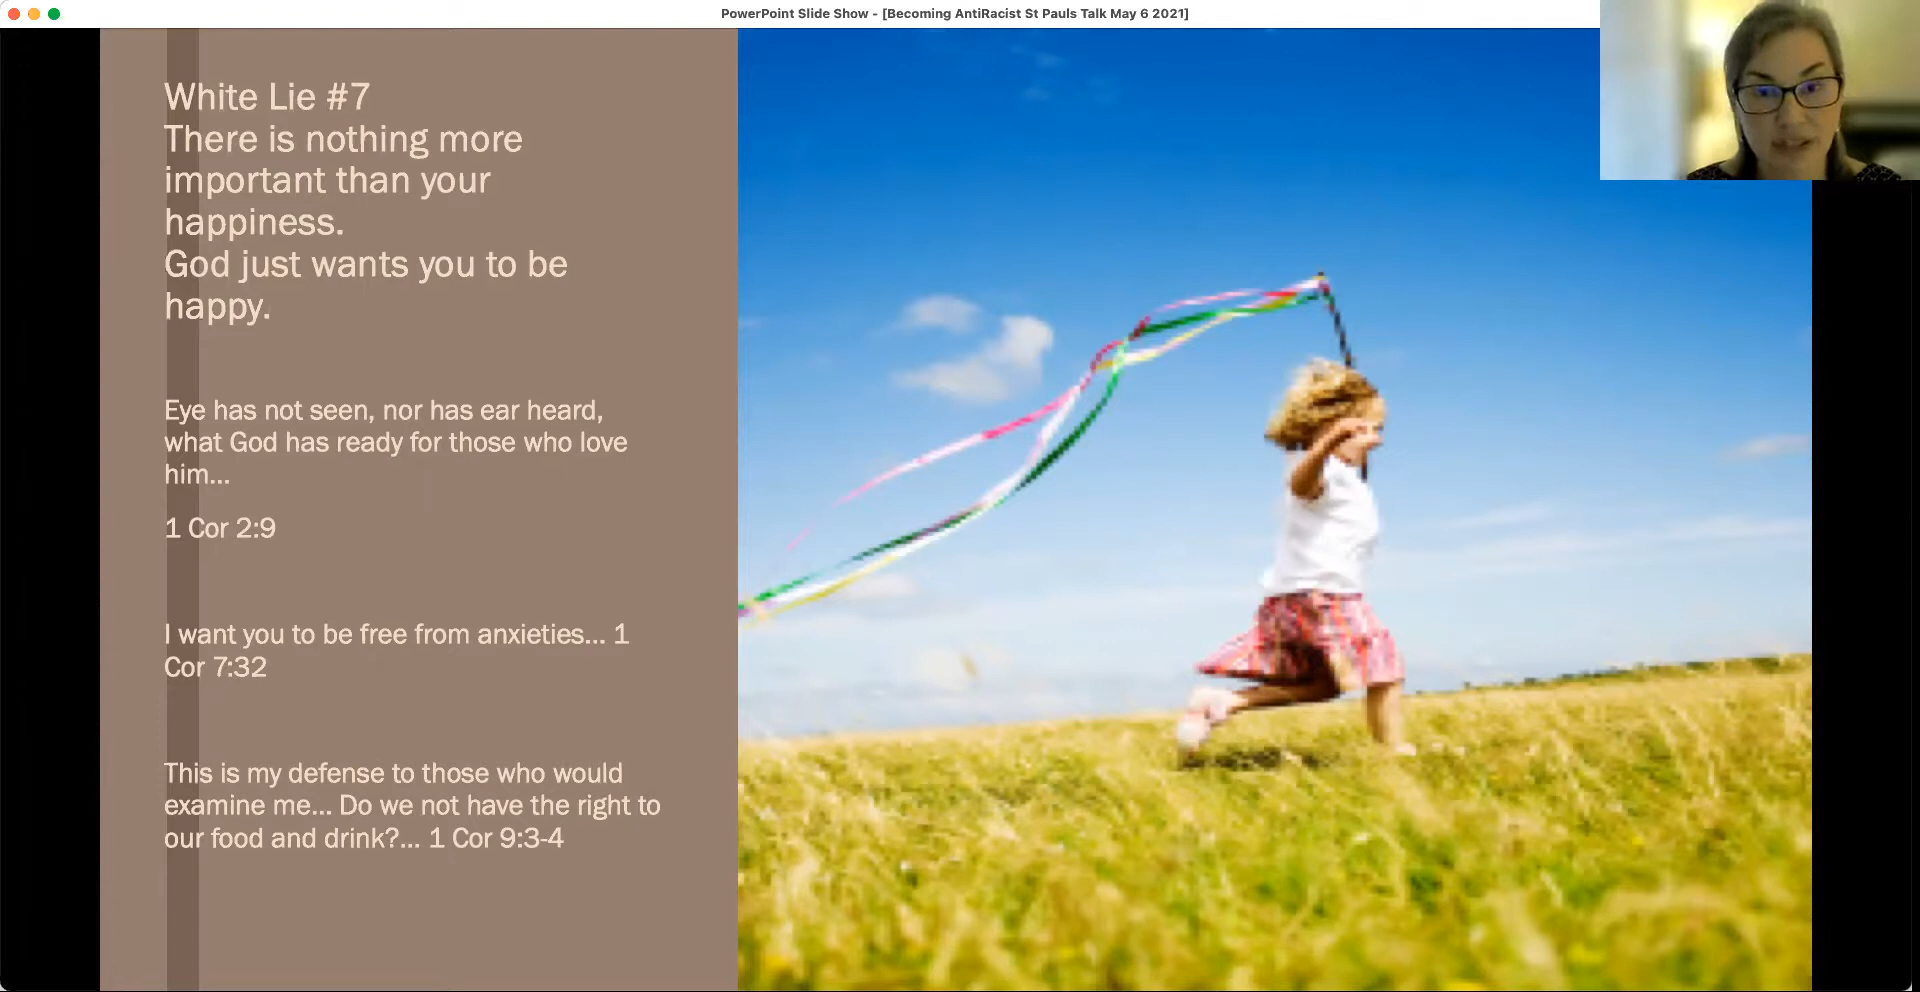 PowerPoint Slide Show - [Becoming AntiRacist St Pauls Talk May 6 2021]
White Lie #7
There is nothing more
important than your
happiness.
God just wants you to be
happy.
Eye has not seen, nor has ear heard,
what God has ready for those who love
him...
1 Cor 2:9
I want you to be free from anxieties... 1
Cor 7:32
This is my defense to those who would
examine me... Do we not have the right to
our food and drink?... 1 Cor 9:3-4